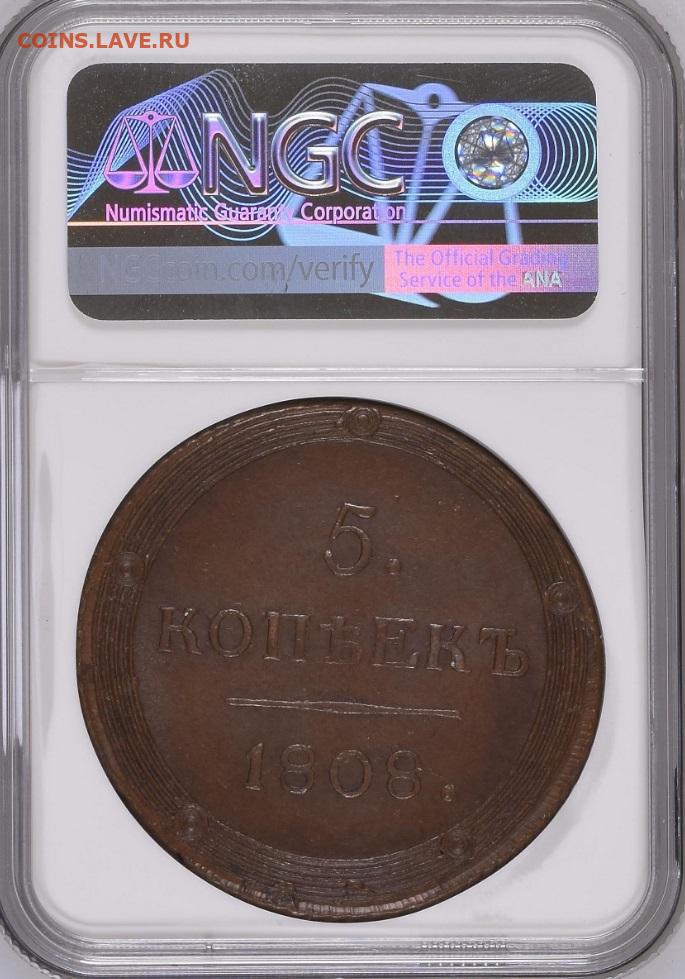 COINS.LAVE.RU
NGC
Numismatic Guaranty Corporation
NGCcoin.com/verify
The Official Grading
Service of the ANA
5.
КОПѢЕКЪ
1808.